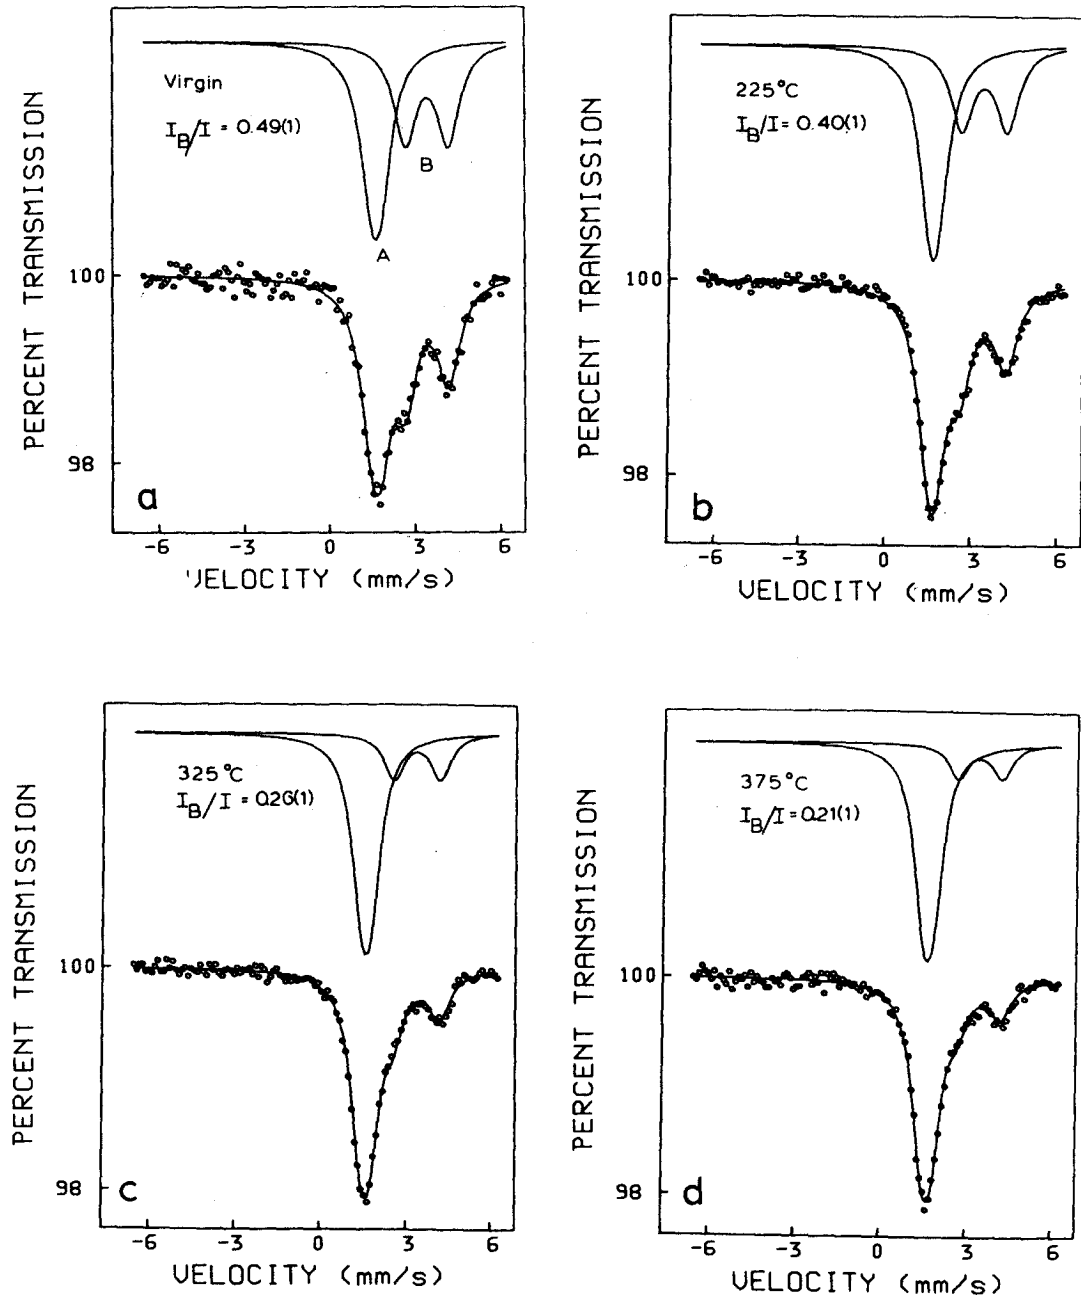 Virgin
I_B/I = 0.49(1)
B
A
PERCENT TRANSMISSION
100
98
a
-6 -3 0 3 6
VELOCITY (mm/s)
225°C
I_B/I = 0.40(1)
PERCENT TRANSMISSION
100
98
b
-6 -3 0 3 6
VELOCITY (mm/s)
325°C
I_B/I = 0.26(1)
PERCENT TRANSMISSION
100
98
c
-6 -3 0 3 6
VELOCITY (mm/s)
375°C
I_B/I = 0.21(1)
PERCENT TRANSMISSION
100
98
d
-6 -3 0 3 6
VELOCITY (mm/s)